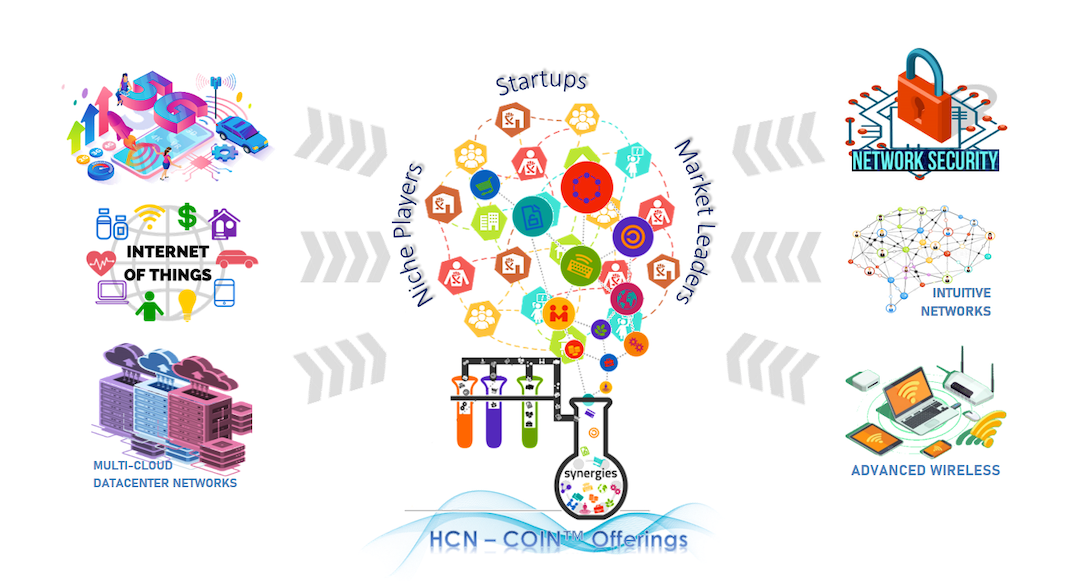 Startups
Niche Players
Market Leaders
5G
INTERNET
OF THINGS
$
MULTI-CLOUD
DATACENTER NETWORKS
NETWORK SECURITY
INTUITIVE
NETWORKS
ADVANCED WIRELESS
synergies
HCN – COIN™ Offerings